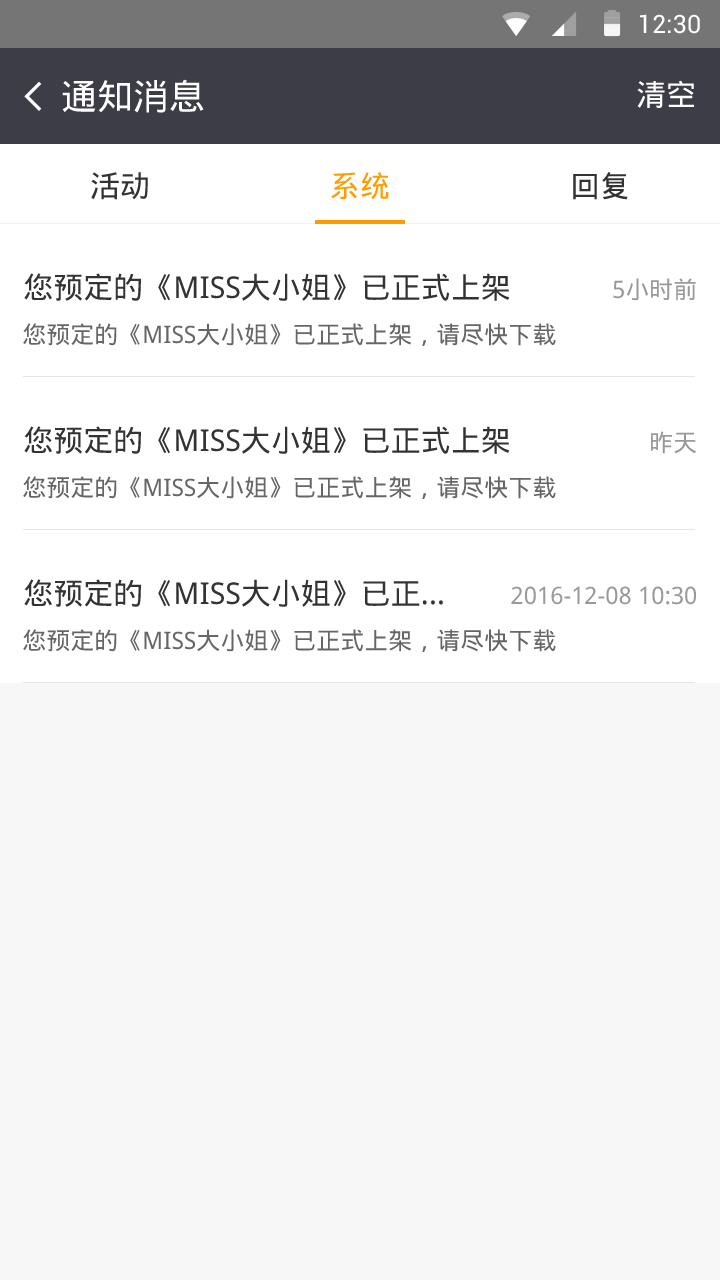 12:30
通知消息 清空
活动 系统 回复
您预定的《MISS大小姐》已正式上架 5小时前
您预定的《MISS大小姐》已正式上架，请尽快下载
您预定的《MISS大小姐》已正式上架 昨天
您预定的《MISS大小姐》已正式上架，请尽快下载
您预定的《MISS大小姐》已正... 2016-12-08 10:30
您预定的《MISS大小姐》已正式上架，请尽快下载